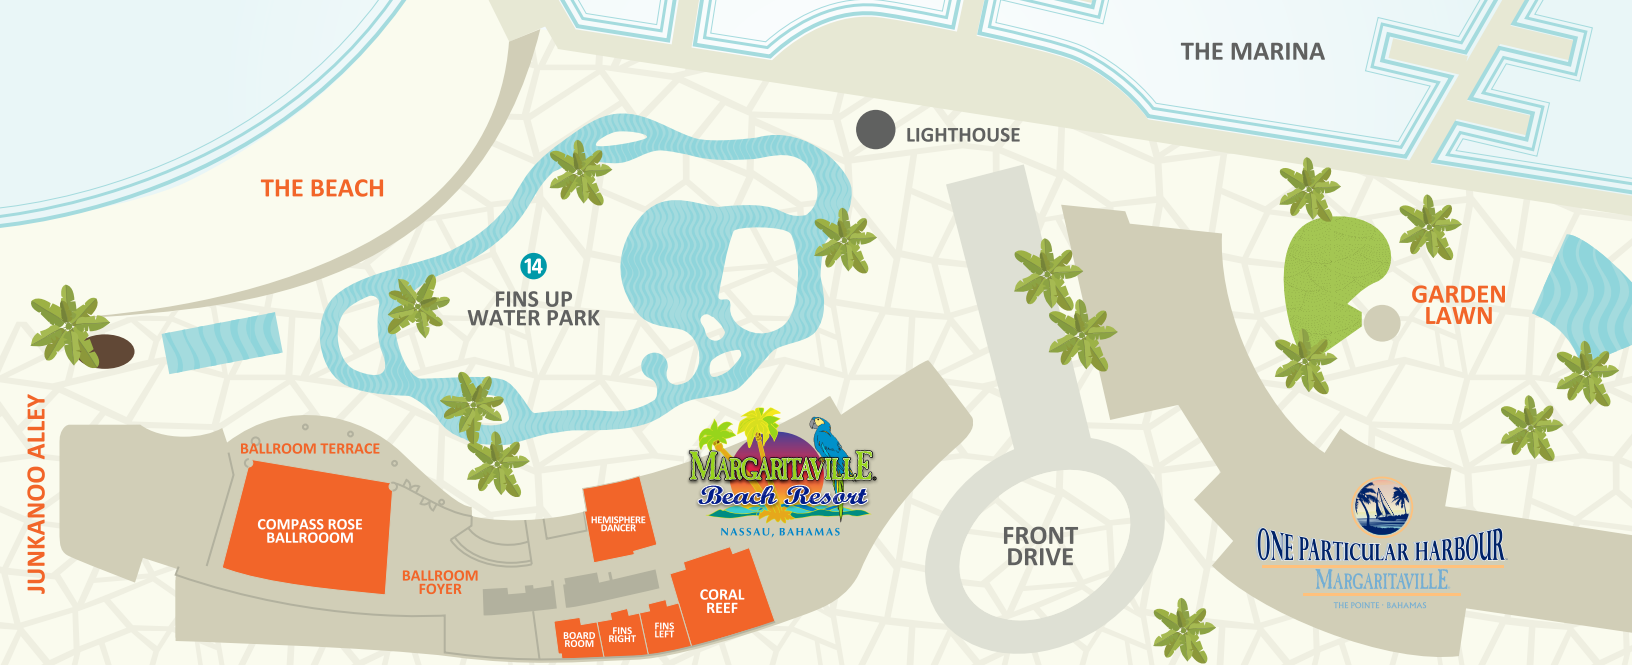 THE MARINA
LIGHTHOUSE
THE BEACH
14
FINS UP
WATER PARK
GARDEN
LAWN
JUNKANOO ALLEY
BALLROOM TERRACE
COMPASS ROSE
BALLROOOM
BALLROOM
FOYER
HEMISPHERE
DANCER
MARGARITAVILLE
Beach Resort
NASSAU, BAHAMAS
CORAL
REEF
BOARD
ROOM
FINS
RIGHT
FINS
LEFT
FRONT
DRIVE
ONE PARTICULAR HARBOUR
MARGARITAVILLE
THE POINTE - BAHAMAS